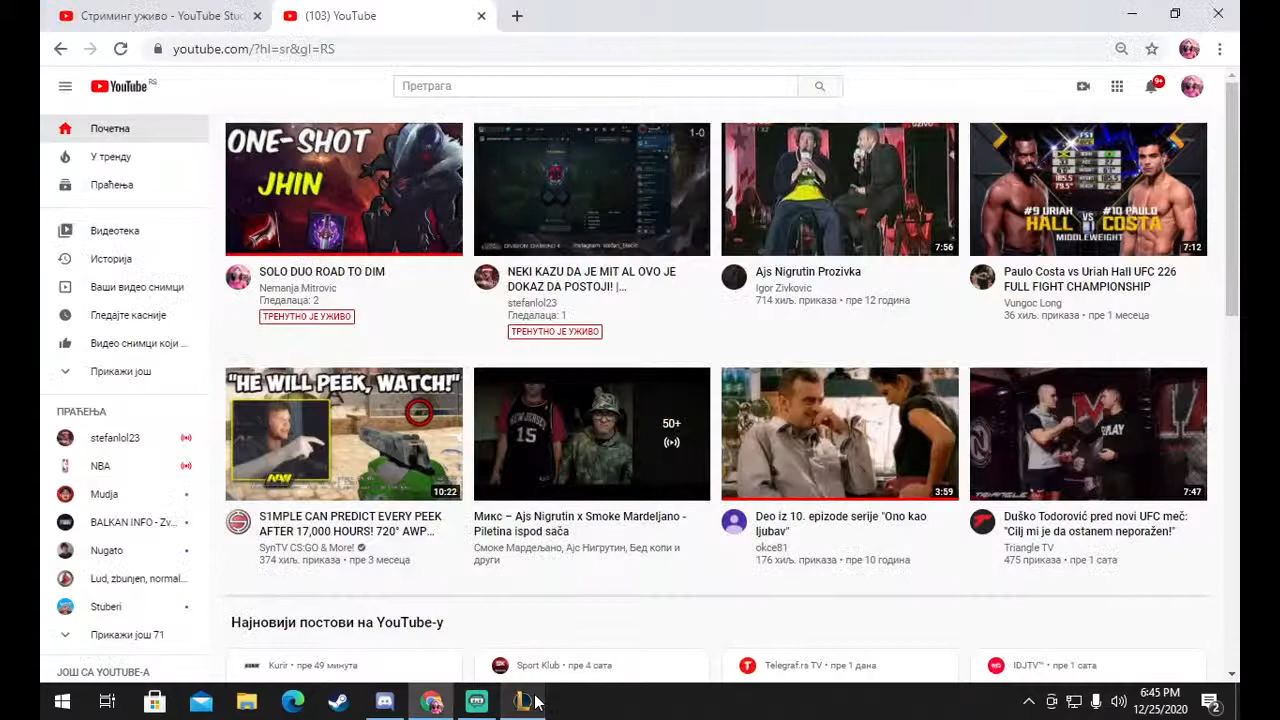 Стриминг уживо - YouTube Stuc
(103) YouTube
youtube.com/?hl=sr&gl=RS
YouTube RS
Претрага
9+
Почетна
У тренду
Праћења
Видеотека
Историја
Ваши видео снимци
Гледајте касније
Видео снимци који ...
Прикажи још
ПРАЋЕЊА
stefanlol23
NBA
Mudja
BALKAN INFO - Zv...
Nugato
Lud, zbunjen, normal...
Stuberi
Прикажи још 71
ЈОШ СА YOUTUBE-А
ONE-SHOT
JHIN
SOLO DUO ROAD TO DIM
Nemanja Mitrovic
Гледалаца: 2
ТРЕНУТНО ЈЕ УЖИВО
1-0
NEKI KAZU DA JE MIT AL OVO JE
DOKAZ DA POSTOJI! |...
stefanlol23
Гледалаца: 1
ТРЕНУТНО ЈЕ УЖИВО
7:56
Ajs Nigrutin Prozivka
Igor Zivkovic
714 хиљ. приказа • пре 12 година
#9 URIAH
HALL
VS
#10 PAULO
COSTA
MIDDLEWEIGHT
7:12
Paulo Costa vs Uriah Hall UFC 226
FULL FIGHT CHAMPIONSHIP
Vungoc Long
36 хиљ. приказа • пре 1 месеца
"HE WILL PEEK, WATCH!"
10:22
S1MPLE CAN PREDICT EVERY PEEK
AFTER 17,000 HOURS! 720° AWP...
SynTV CS:GO & More!
374 хиљ. приказа • пре 3 месеца
15
50+
Микс – Ajs Nigrutin x Smoke Mardeljano -
Piletina ispod sača
Смоке Мардељано, Ајс Нигрутин, Бед копи и
други
3:59
Deo iz 10. epizode serije "Ono kao
ljubav"
okce81
176 хиљ. приказа • пре 10 година
TRIANGLE
7:47
Duško Todorović pred novi UFC meč:
"Cilj mi je da ostanem neporažen!"
Triangle TV
475 приказа • пре 1 сата
Најновији постови на YouTube-у
Kurir • пре 49 минута
Sport Klub • пре 4 сата
Telegraf.rs TV • пре 1 дана
IDJTV™ • пре 1 сата
6:45 PM
12/25/2020
2